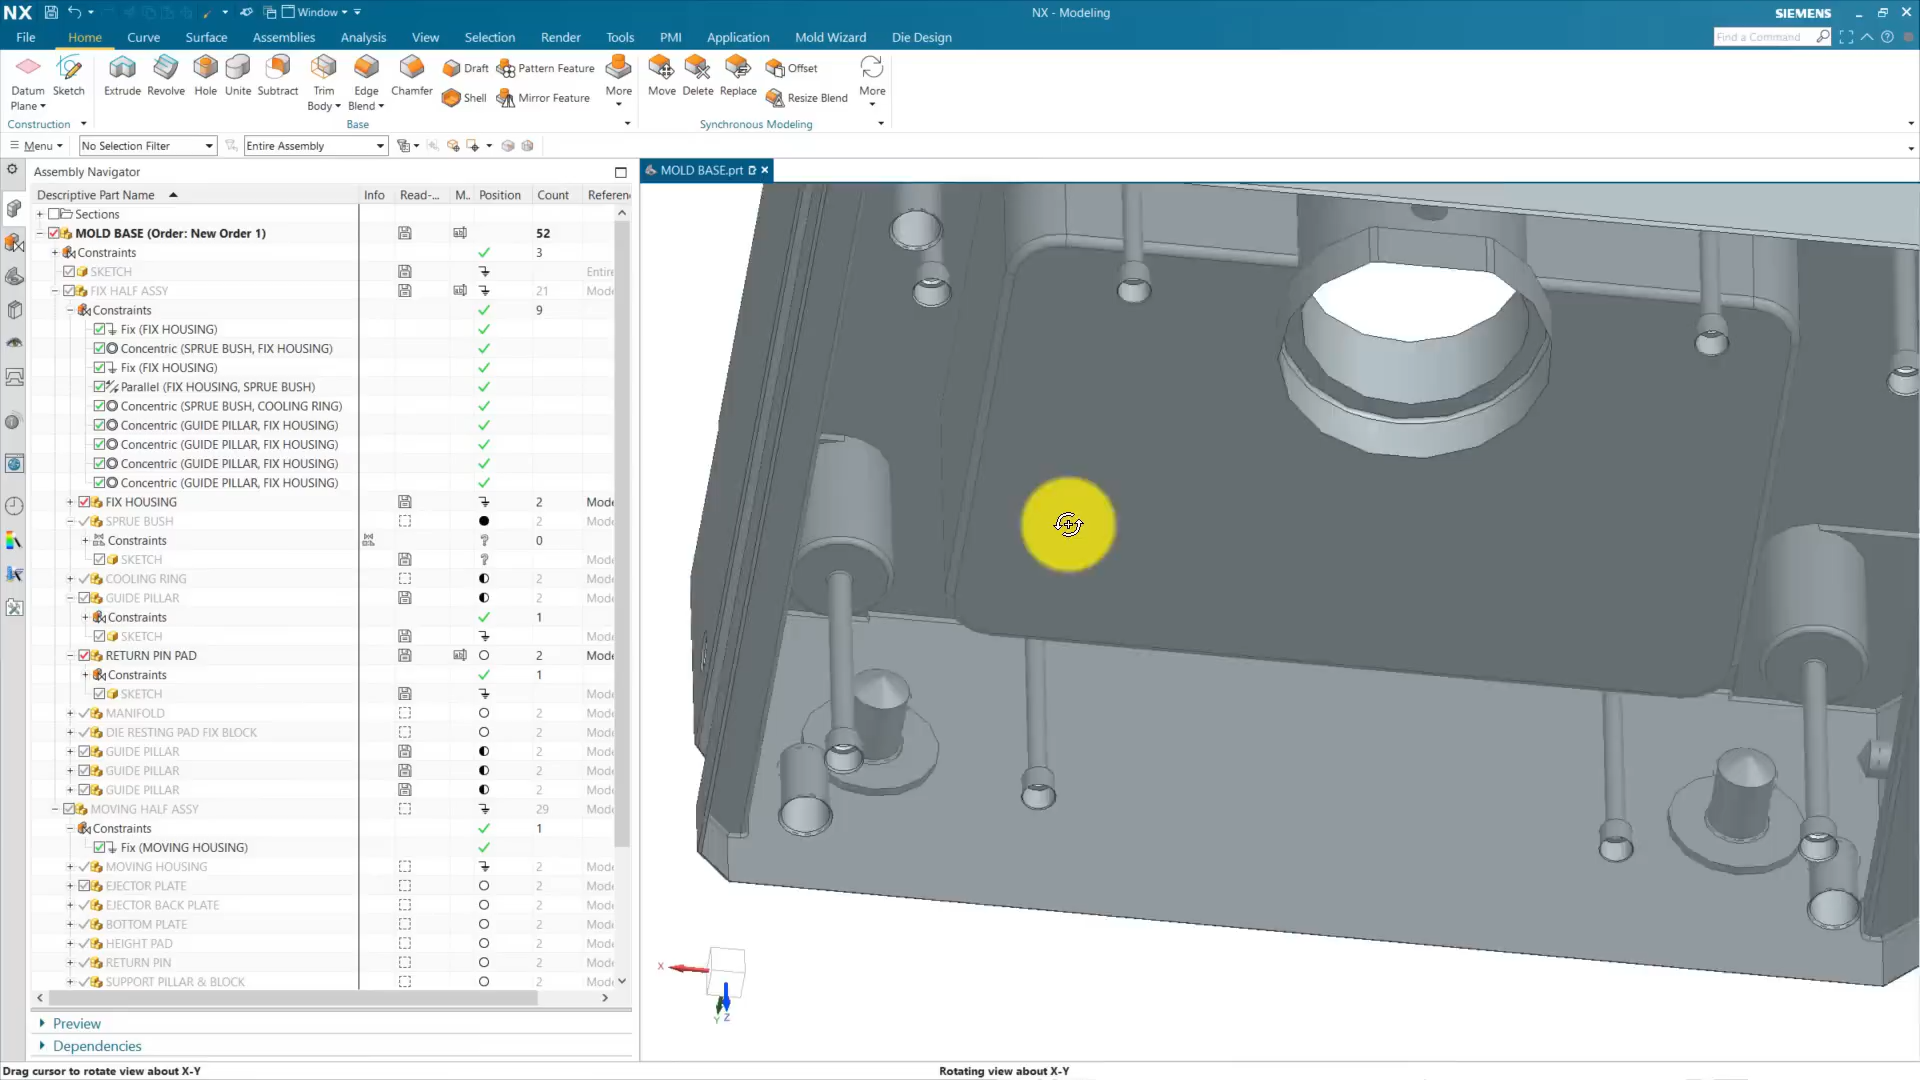 NX Window NX - Modeling SIEMENS
File Home Curve Surface Assemblies Analysis View Selection Render Tools PMI Application Mold Wizard Die Design Find a Command
Datum Plane Sketch Extrude Revolve Hole Unite Subtract Trim Body Edge Blend Chamfer Draft Shell Pattern Feature Mirror Feature More Move Delete Replace Offset Resize Blend More
Construction Base Synchronous Modeling
Menu No Selection Filter Entire Assembly
Assembly Navigator MOLD BASE.prt
Descriptive Part Name Info Read-... M.. Position Count Referen
Sections
MOLD BASE (Order: New Order 1) 52
Constraints 3
SKETCH Entire
FIX HALF ASSY 21 Mode
Constraints 9
Fix (FIX HOUSING)
Concentric (SPRUE BUSH, FIX HOUSING)
Fix (FIX HOUSING)
Parallel (FIX HOUSING, SPRUE BUSH)
Concentric (SPRUE BUSH, COOLING RING)
Concentric (GUIDE PILLAR, FIX HOUSING)
Concentric (GUIDE PILLAR, FIX HOUSING)
Concentric (GUIDE PILLAR, FIX HOUSING)
Concentric (GUIDE PILLAR, FIX HOUSING)
FIX HOUSING 2 Mode
SPRUE BUSH 2 Mode
Constraints ? 0
SKETCH ? Mode
COOLING RING 2 Mode
GUIDE PILLAR 2 Mode
Constraints 1
SKETCH Mode
RETURN PIN PAD 2 Mode
Constraints 1
SKETCH Mode
MANIFOLD 2 Mode
DIE RESTING PAD FIX BLOCK 2 Mode
GUIDE PILLAR 2 Mode
GUIDE PILLAR 2 Mode
GUIDE PILLAR 2 Mode
MOVING HALF ASSY 29 Mode
Constraints 1
Fix (MOVING HOUSING)
MOVING HOUSING 2 Mode
EJECTOR PLATE 2 Mode
EJECTOR BACK PLATE 2 Mode
BOTTOM PLATE 2 Mode
HEIGHT PAD 2 Mode
RETURN PIN 2 Mode
SUPPORT PILLAR & BLOCK 2 Mode
X
Y Z
Preview
Dependencies
Drag cursor to rotate view about X-Y Rotating view about X-Y